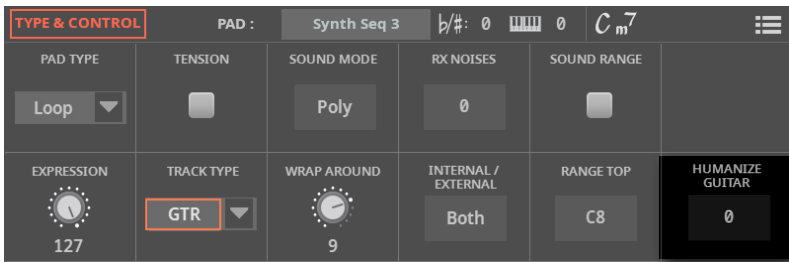 TYPE & CONTROL PAD : Synth Seq 3 ♭/♯: 0 0 Cm7
PAD TYPE TENSION SOUND MODE RX NOISES SOUND RANGE
Loop Poly 0
EXPRESSION TRACK TYPE WRAP AROUND INTERNAL / EXTERNAL RANGE TOP HUMANIZE GUITAR
GTR Both C8 0
127 9